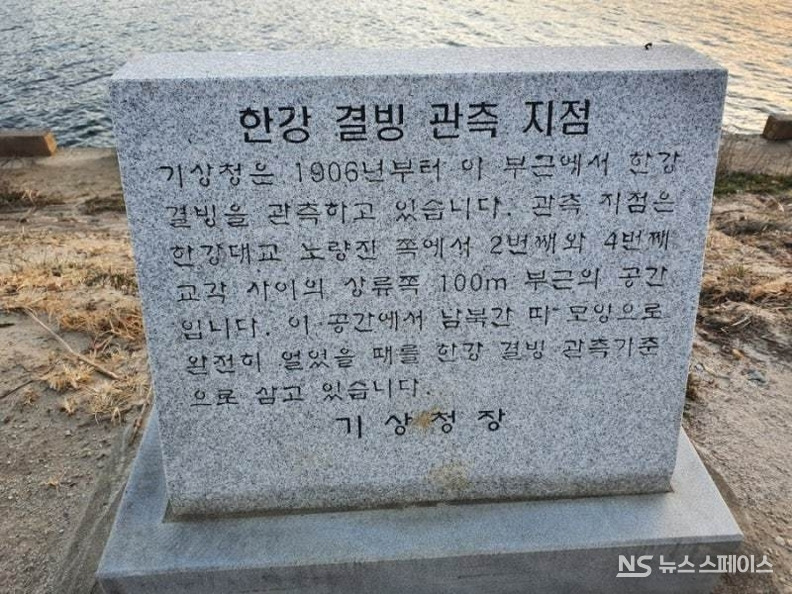 한강 결빙 관측 지점
기상청은 1906년부터 이 부근에서 한강
결빙을 관측하고 있습니다. 관측 지점은
한강대교 노량진 쪽에서 2번째와 4번째
교각 사이의 상류쪽 100m 부근의 공간
입니다. 이 공간에서 남북간 띠 모양으로
완전히 얼었을 때를 한강 결빙 관측기준
으로 삼고 있습니다.
기 상 청 장
NS 뉴스스페이스